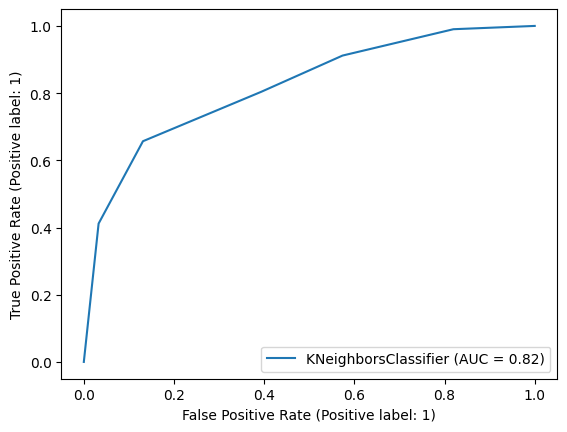 1.0
0.8
0.6
0.4
0.2
0.0
True Positive Rate (Positive label: 1)
KNeighborsClassifier (AUC = 0.82)
0.0 0.2 0.4 0.6 0.8 1.0
False Positive Rate (Positive label: 1)